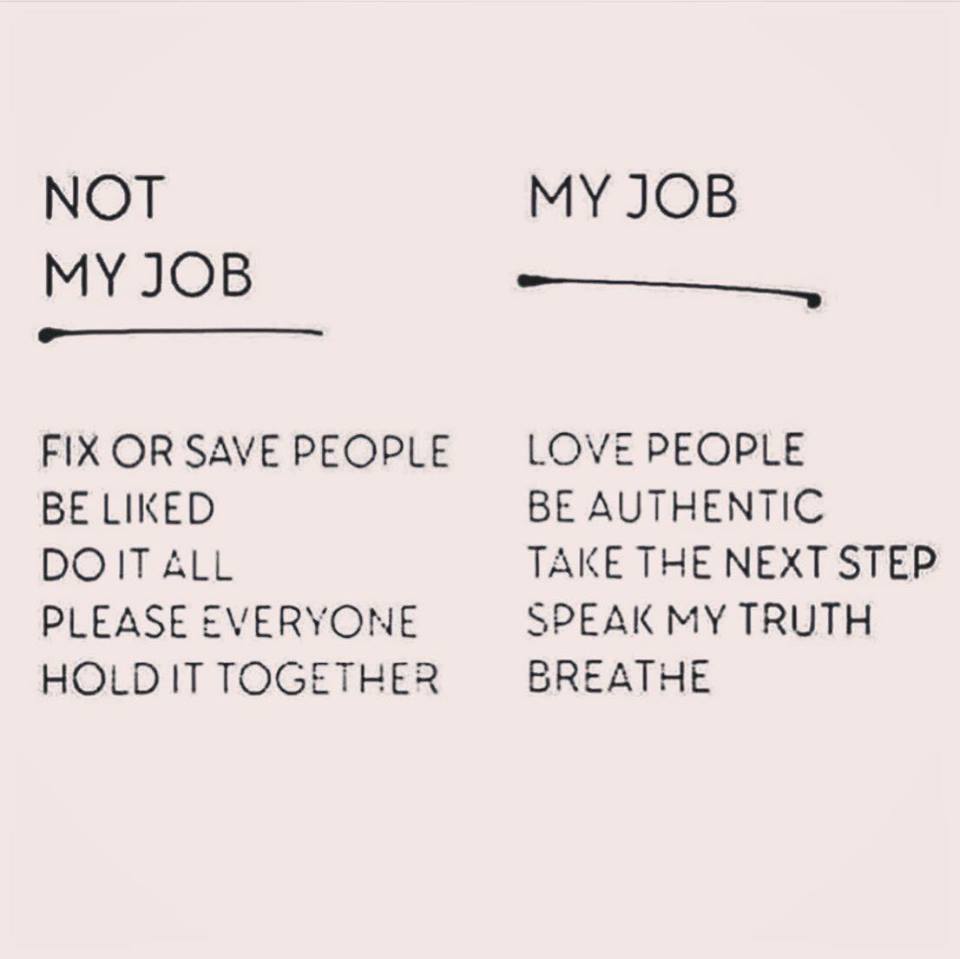 NOT
MY JOB
FIX OR SAVE PEOPLE
BE LIKED
DO IT ALL
PLEASE EVERYONE
HOLD IT TOGETHER
MY JOB
LOVE PEOPLE
BE AUTHENTIC
TAKE THE NEXT STEP
SPEAK MY TRUTH
BREATHE